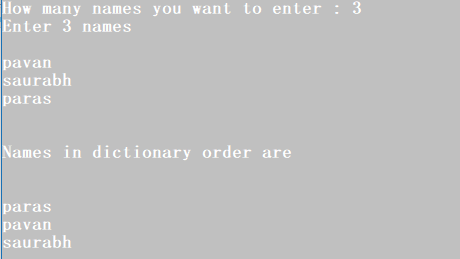 How many names you want to enter : 3
Enter 3 names
pavan
saurabh
paras
Names in dictionary order are
paras
pavan
saurabh